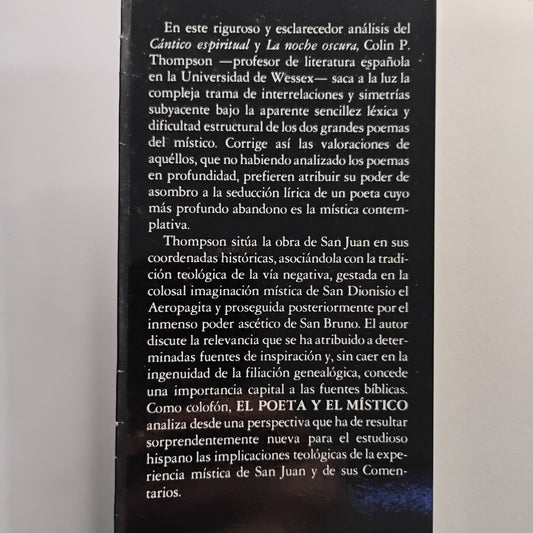 En este riguroso y esclarecedor análisis del
Cántico espiritual y La noche oscura, Colin P.
Thompson —profesor de literatura española
en la Universidad de Wessex— saca a la luz la
compleja trama de interrelaciones y simetrías
subyacente bajo la aparente sencillez léxica y
dificultad estructural de los dos grandes poemas
del místico. Corrige así las valoraciones de
aquéllos, que no habiendo analizado los poemas
en profundidad, prefieren atribuir su poder de
asombro a la seducción lírica de un poeta cuyo
más profundo abandono es la mística contem-
plativa.
Thompson sitúa la obra de San Juan en sus
coordenadas históricas, asociándola con la tradi-
ción teológica de la vía negativa, gestada en la
colosal imaginación mística de San Dionisio el
Aeropagita y proseguida posteriormente por el
inmenso poder ascético de San Bruno. El autor
discute la relevancia que se ha atribuido a deter-
minadas fuentes de inspiración y, sin caer en la
ingenuidad de la filiación genealógica, concede
una importancia capital a las fuentes bíblicas.
Como colofón, EL POETA Y EL MÍSTICO
analiza desde una perspectiva que ha de resultar
sorprendentemente nueva para el estudioso
hispano las implicaciones teológicas de la expe-
riencia mística de San Juan y de sus Comen-
tarios.